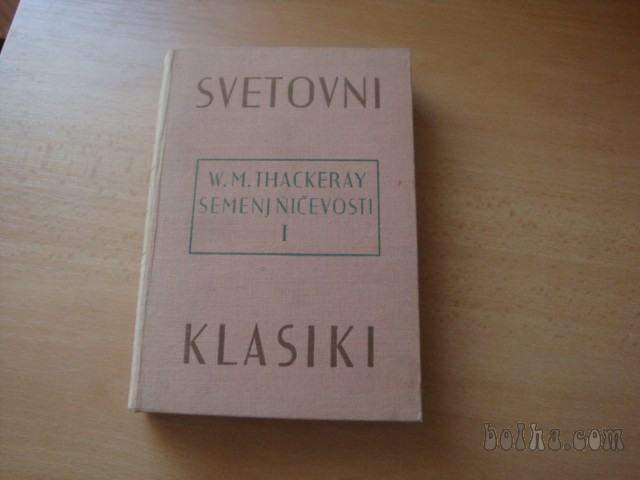 SVETOVNI
W. M. THACKERAY
SEMENJ NIČEVOSTI
I
KLASIKI
bolha.com